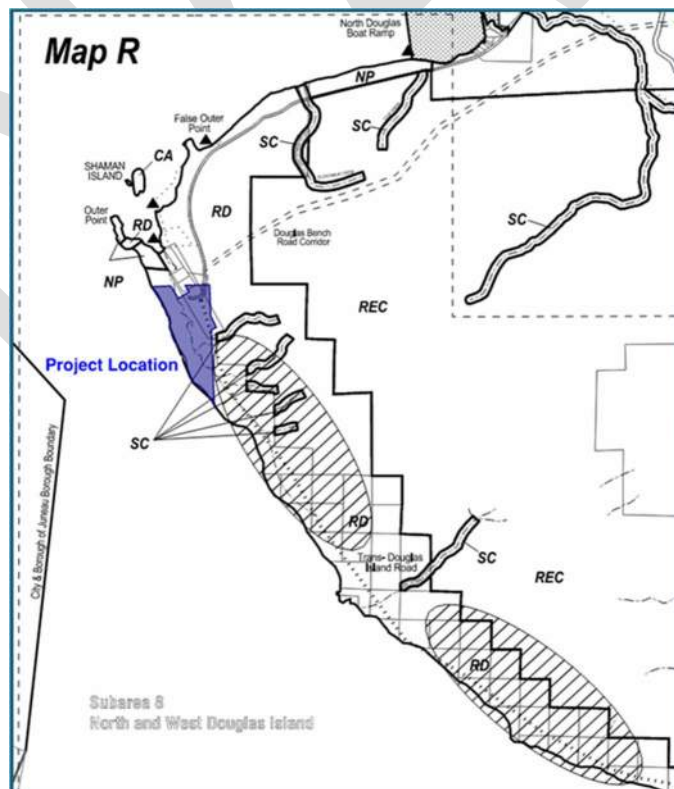 Map R
North Douglas
Boat Ramp
NP
False Outer
Point
SC
SC
CA
SHAMAN
ISLAND
Outer
Point
RD
RD
SC
Douglas Bench
Road Corridor
NP
REC
Project Location
SC
City & Borough of Juneau Borough Boundary
RD
Trans- Douglas
Island Road
SC
REC
RD
Subarea 8
North and West Douglas Island